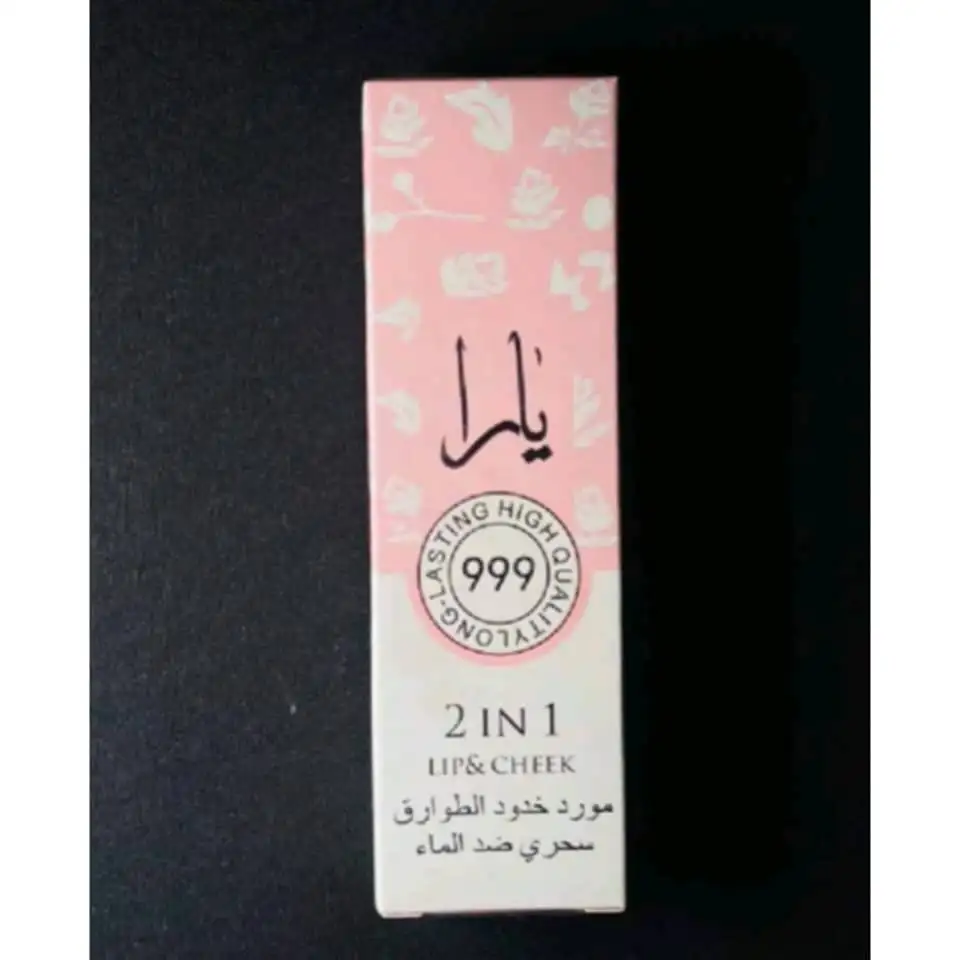 يارا
LONG-LASTING HIGH QUALITY
999
2 IN 1
LIP& CHEEK
مورد خدود الطوارق
سحري ضد الماء